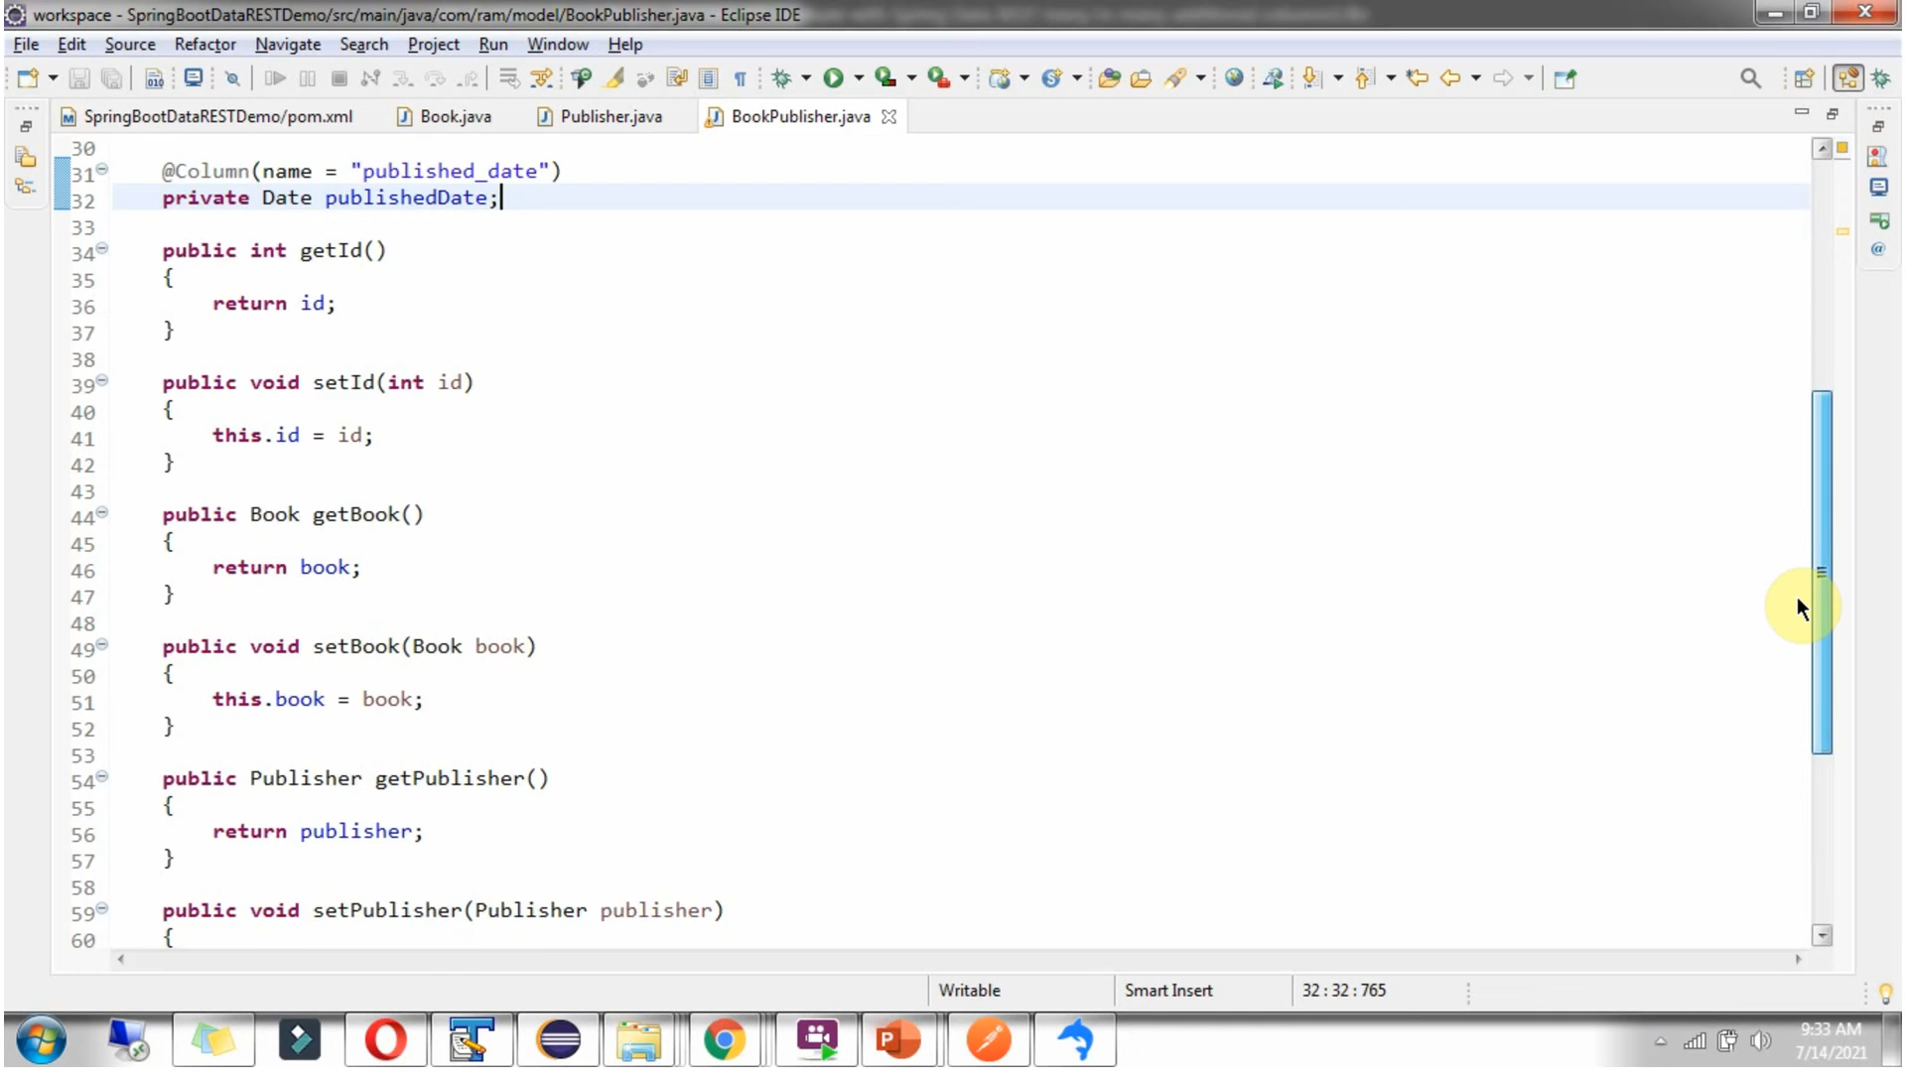 workspace - SpringBootDataRESTDemo/src/main/java/com/ram/model/BookPublisher.java - Eclipse IDE
File Edit Source Refactor Navigate Search Project Run Window Help
SpringBootDataRESTDemo/pom.xml Book.java Publisher.java BookPublisher.java
30
31 @Column(name = "published_date")
32 private Date publishedDate;
33
34 public int getId()
35 {
36 return id;
37 }
38
39 public void setId(int id)
40 {
41 this.id = id;
42 }
43
44 public Book getBook()
45 {
46 return book;
47 }
48
49 public void setBook(Book book)
50 {
51 this.book = book;
52 }
53
54 public Publisher getPublisher()
55 {
56 return publisher;
57 }
58
59 public void setPublisher(Publisher publisher)
60 {
Writable Smart Insert 32 : 32 : 765
9:33 AM
7/14/2021